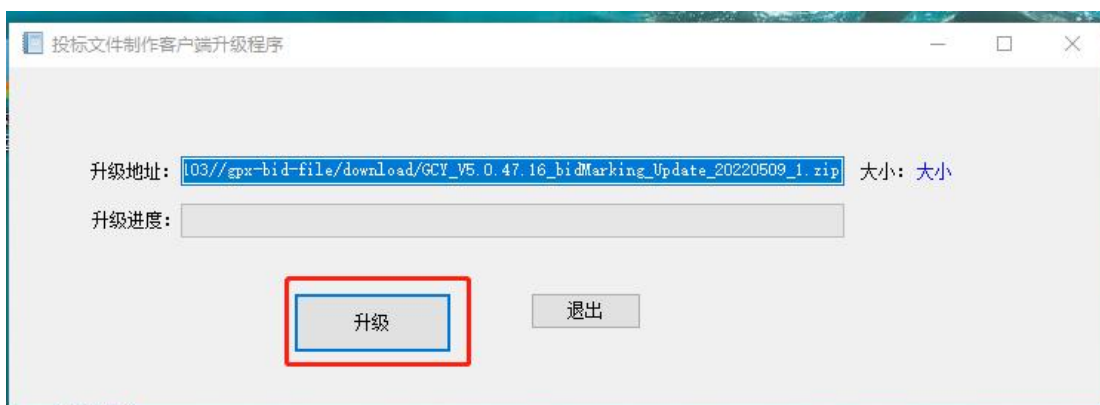 投标文件制作客户端升级程序
升级地址: 103//gpx-bid-file/download/GCY_V5.0.47.16_bidMarking_Update_20220509_1.zip 大小: 大小
升级进度:
升级 退出